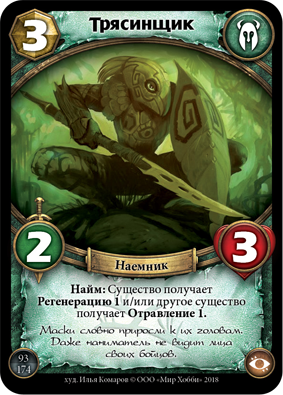 3
Трясинщик
2
3
Наемник
Найм: Существо получает
Регенерацию 1 и/или другое существо
получает Отравление 1.
Маски словно приросли к их головам.
Даже наниматель не видит лица
своих бойцов.
93
174
худ. Илья Комаров © ООО «Мир Хобби» 2018